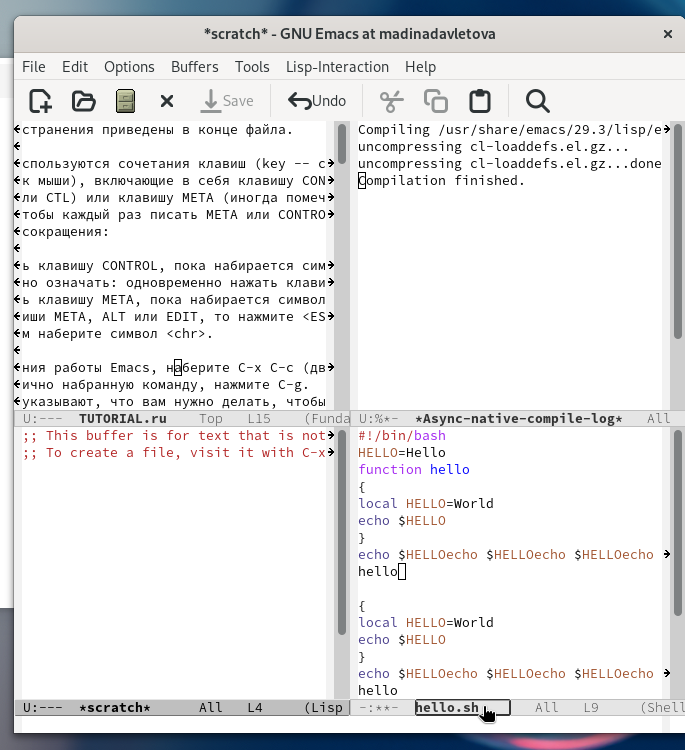 *scratch* - GNU Emacs at madinadavletova
File Edit Options Buffers Tools Lisp-Interaction Help
Save Undo
странения приведены в конце файла.
спользуются сочетания клавиш (key -- с
к мыши), включающие в себя клавишу CON
ли CTL) или клавишу META (иногда помеч
тобы каждый раз писать META или CONTRO
сокращения:
ь клавишу CONTROL, пока набирается сим
но означать: одновременно нажать клави
ь клавишу META, пока набирается символ
иши META, ALT или EDIT, то нажмите <ES
м наберите символ <chr>.
ния работы Emacs, наберите C-x C-c (дв
ично набранную команду, нажмите C-g.
указывают, что вам нужно делать, чтобы
U:--- TUTORIAL.ru Top L15 (Funda
Compiling /usr/share/emacs/29.3/lisp/e
uncompressing cl-loaddefs.el.gz...
uncompressing cl-loaddefs.el.gz...done
Compilation finished.
U:%*- *Async-native-compile-log* All
;; This buffer is for text that is not
;; To create a file, visit it with C-x
U:--- *scratch* All L4 (Lisp
#!/bin/bash
HELLO=Hello
function hello
{
local HELLO=World
echo $HELLO
}
echo $HELLOecho $HELLOecho $HELLOecho
hello
{
local HELLO=World
echo $HELLO
}
echo $HELLOecho $HELLOecho $HELLOecho
hello
-:**- hello.sh All L9 (Shell